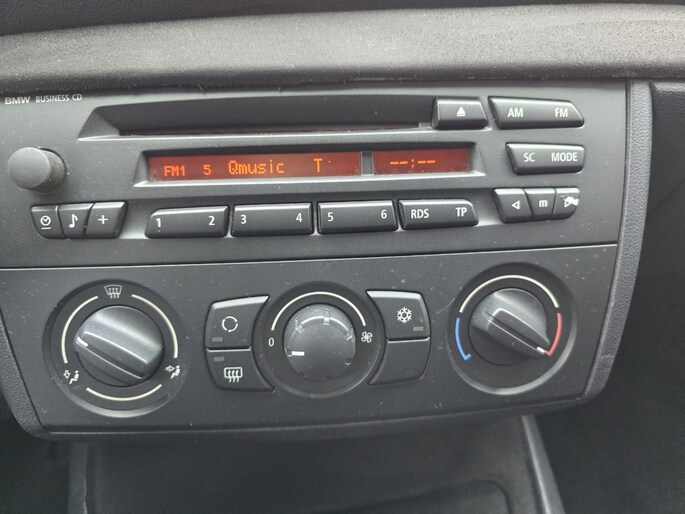 BMW BUSINESS CD
AM FM
FM1 5 Qmusic T --:--
SC MODE
+ 1 2 3 4 5 6 RDS TP m
0